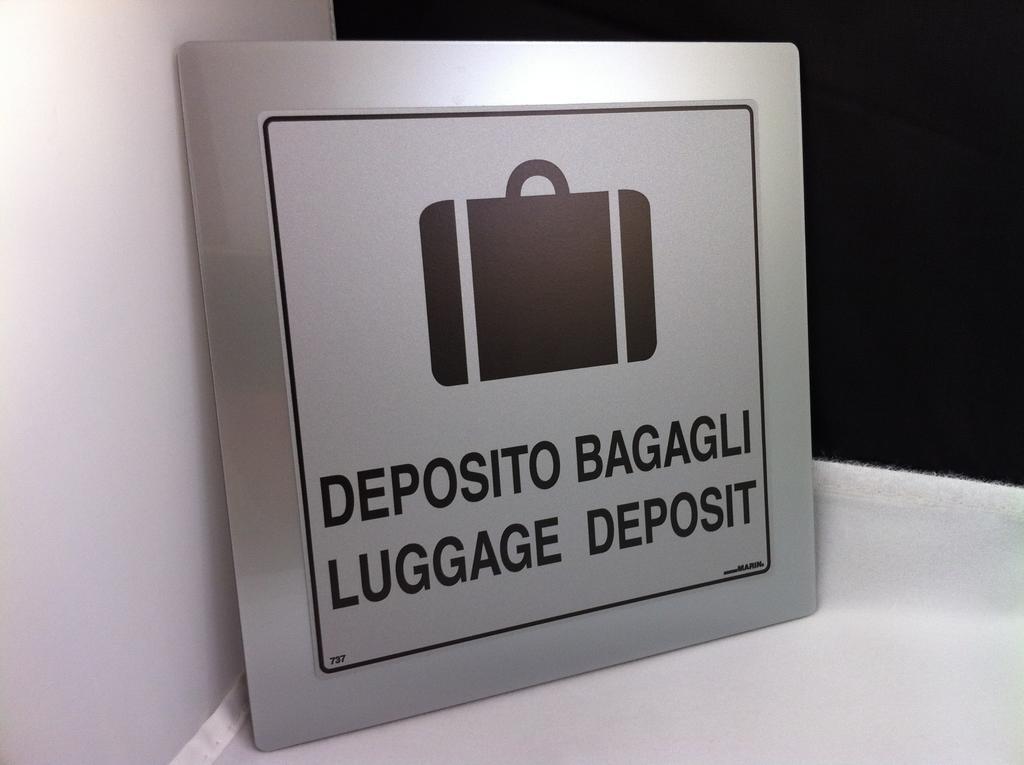 DEPOSITO BAGAGLI
LUGGAGE DEPOSIT
MARIN
737